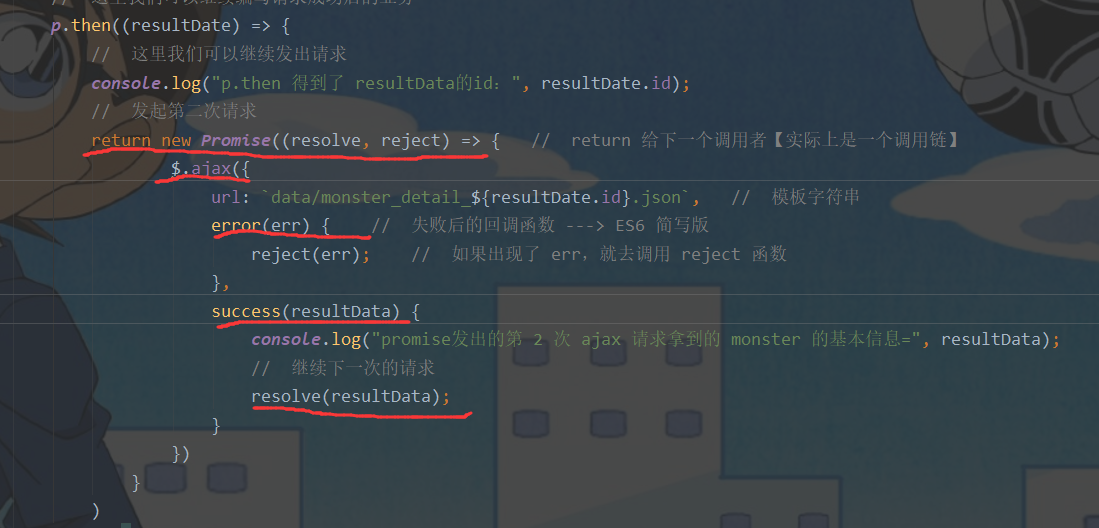 p.then((resultDate) => {
// 这里我们可以继续发出请求
console.log("p.then 得到了 resultData的id：", resultDate.id);
// 发起第二次请求
return new Promise((resolve, reject) => { // return 给下一个调用者【实际上是一个调用链】
$.ajax({
url: `data/monster_detail_${resultDate.id}.json`, // 模板字符串
error(err) { // 失败后的回调函数 ---> ES6 简写版
reject(err); // 如果出现了 err，就去调用 reject 函数
},
success(resultData) {
console.log("promise发出的第 2 次 ajax 请求拿到的 monster 的基本信息=", resultData);
// 继续下一次的请求
resolve(resultData);
}
})
}
)